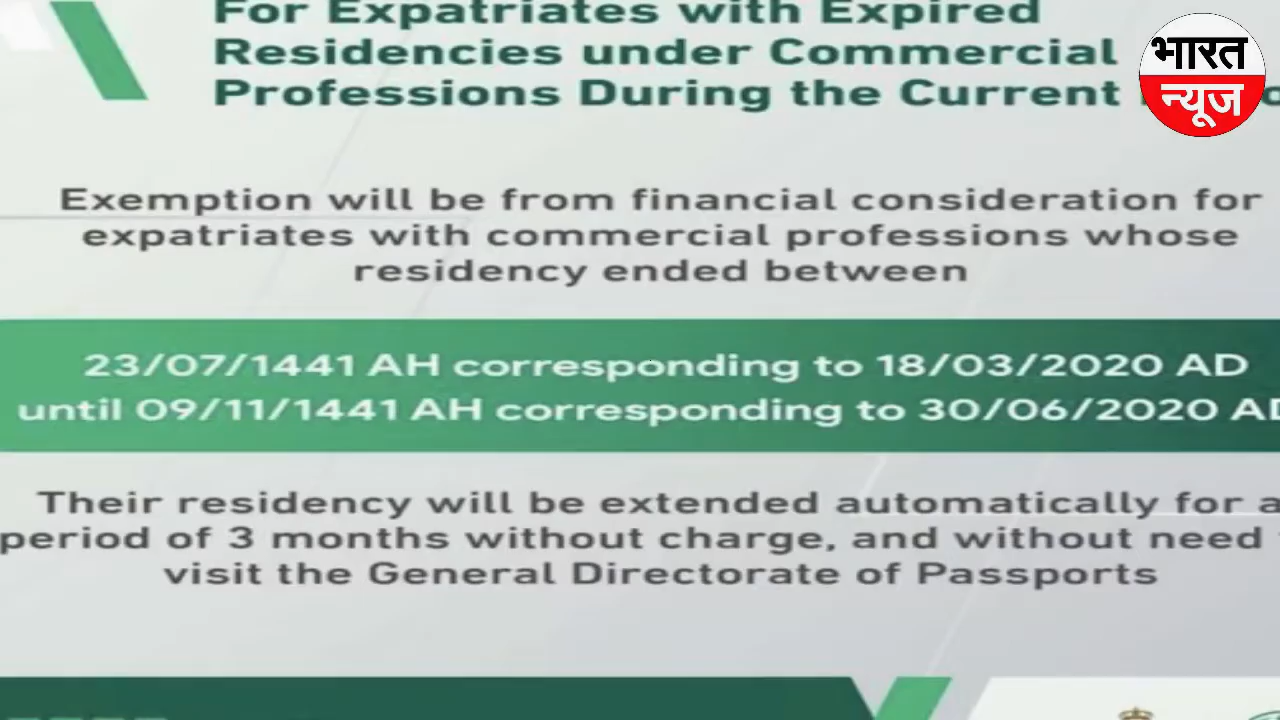 For Expatriates with Expired
Residencies under Commercial
Professions During the Current
भारत
न्यूज
Exemption will be from financial consideration for
expatriates with commercial professions whose
residency ended between
23/07/1441 AH corresponding to 18/03/2020 AD
until 09/11/1441 AH corresponding to 30/06/2020 AD
Their residency will be extended automatically for a
period of 3 months without charge, and without need
visit the General Directorate of Passports